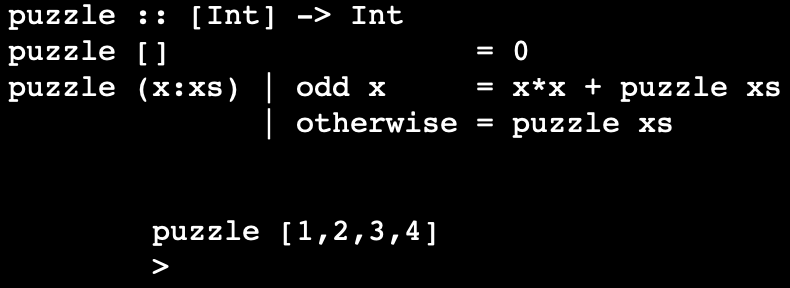 puzzle :: [Int] -> Int
puzzle []                 = 0
puzzle (x:xs) | odd x     = x*x + puzzle xs
              | otherwise = puzzle xs
puzzle [1,2,3,4]
>